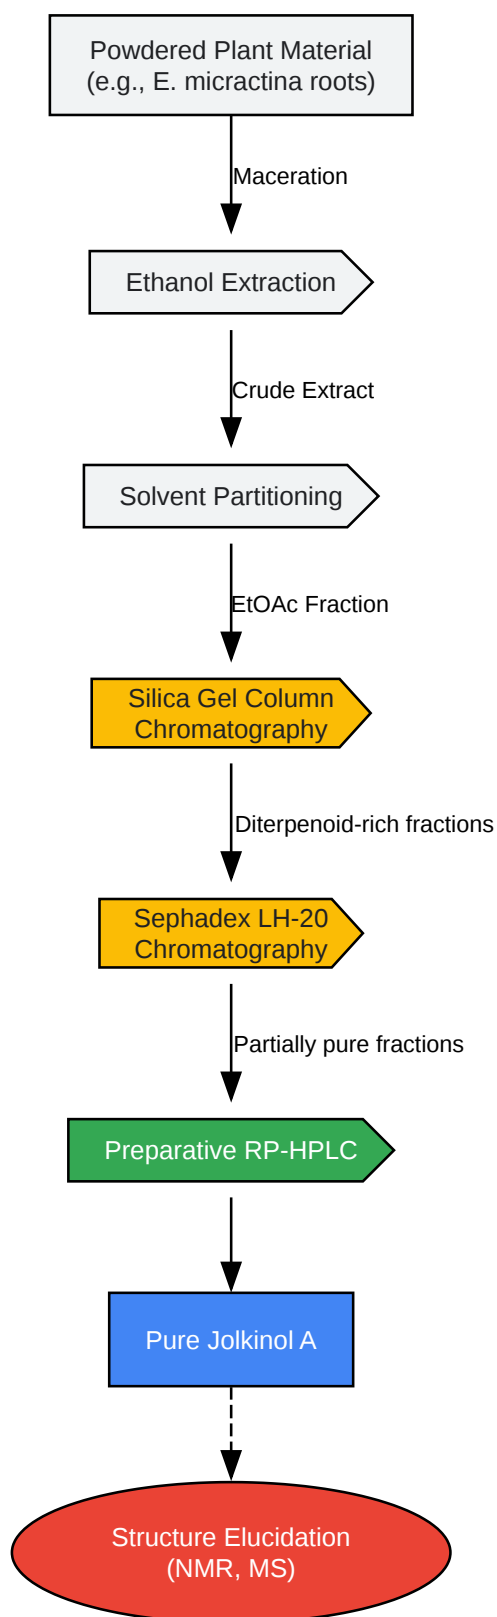 Powdered Plant Material
(e.g., E. micractina roots)
Maceration
Ethanol Extraction
Crude Extract
Solvent Partitioning
EtOAc Fraction
Silica Gel Column
Chromatography
Diterpenoid-rich fractions
Sephadex LH-20
Chromatography
Partially pure fractions
Preparative RP-HPLC
Pure Jolkinol A
Structure Elucidation
(NMR, MS)